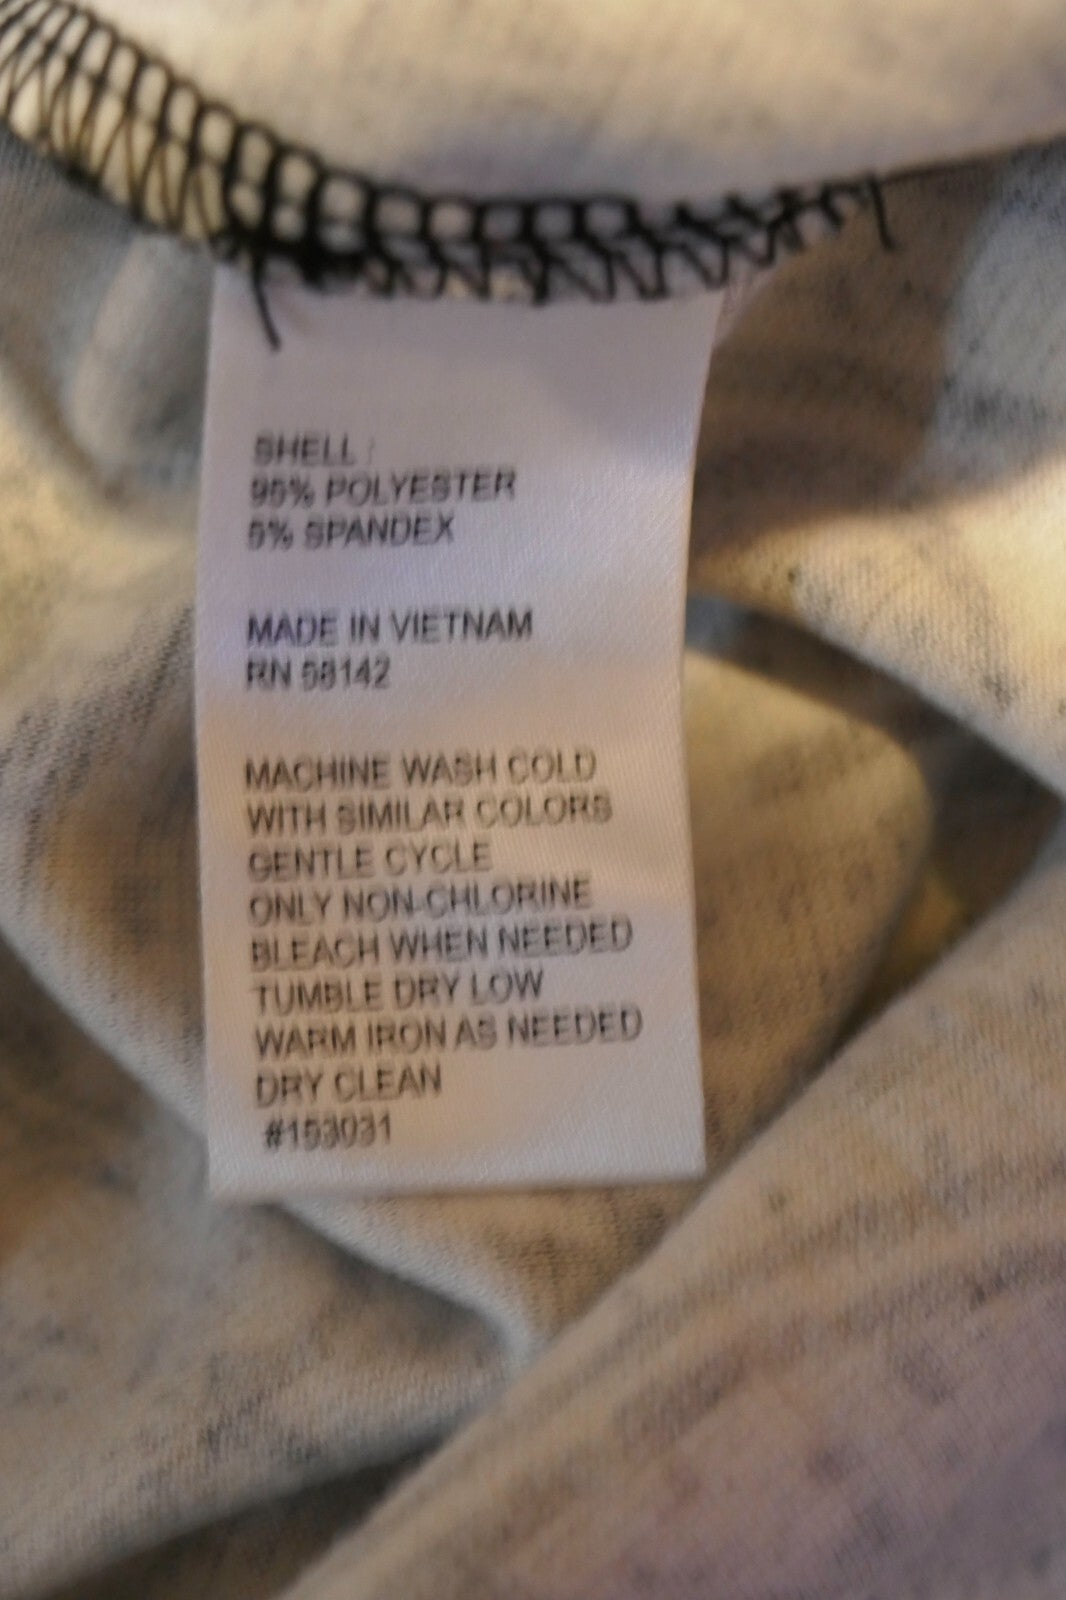 SHELL :
95% POLYESTER
5% SPANDEX
MADE IN VIETNAM
RN 58142
MACHINE WASH COLD
WITH SIMILAR COLORS
GENTLE CYCLE
ONLY NON-CHLORINE
BLEACH WHEN NEEDED
TUMBLE DRY LOW
WARM IRON AS NEEDED
DRY CLEAN
#153031